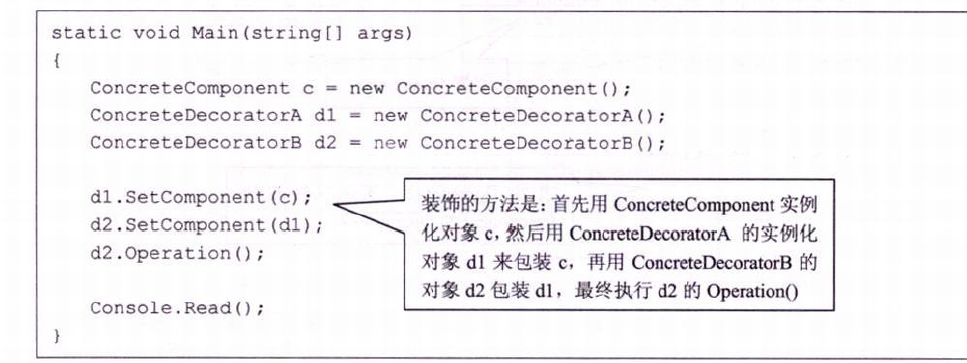 static void Main(string[] args)
{
ConcreteComponent c = new ConcreteComponent();
ConcreteDecoratorA d1 = new ConcreteDecoratorA();
ConcreteDecoratorB d2 = new ConcreteDecoratorB();
d1.SetComponent(c);
d2.SetComponent(d1);
d2.Operation();
Console.Read();
}
装饰的方法是:首先用 ConcreteComponent 实例
化对象 c,然后用 ConcreteDecoratorA 的实例化
对象 d1 来包装 c，再用 ConcreteDecoratorB 的
对象 d2 包装 d1，最终执行 d2 的 Operation()